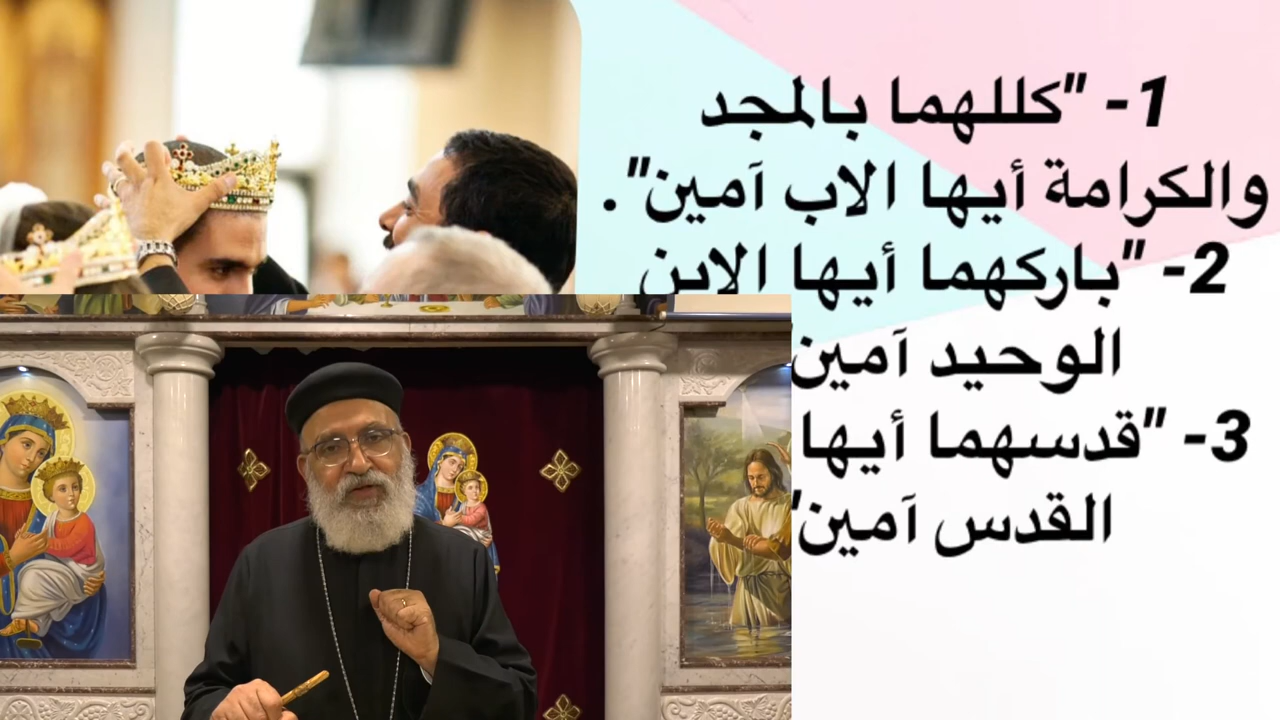 1- "كللهما بالمجد
والكرامة أيها الاب آمين".
2- "باركهما أيها الابن
الوحيد آمين
3- "قدسهما أيها
القدس آمين"